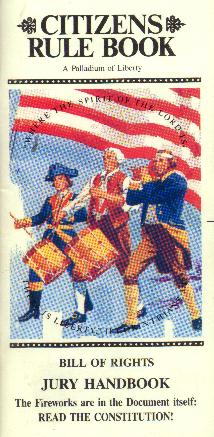 CITIZENS
RULE BOOK
A Palladium of Liberty
WHERE THE SPIRIT OF THE LORD IS
IS LIBERTY
BILL OF RIGHTS
JURY HANDBOOK
The Fireworks are in the Document itself:
READ THE CONSTITUTION!